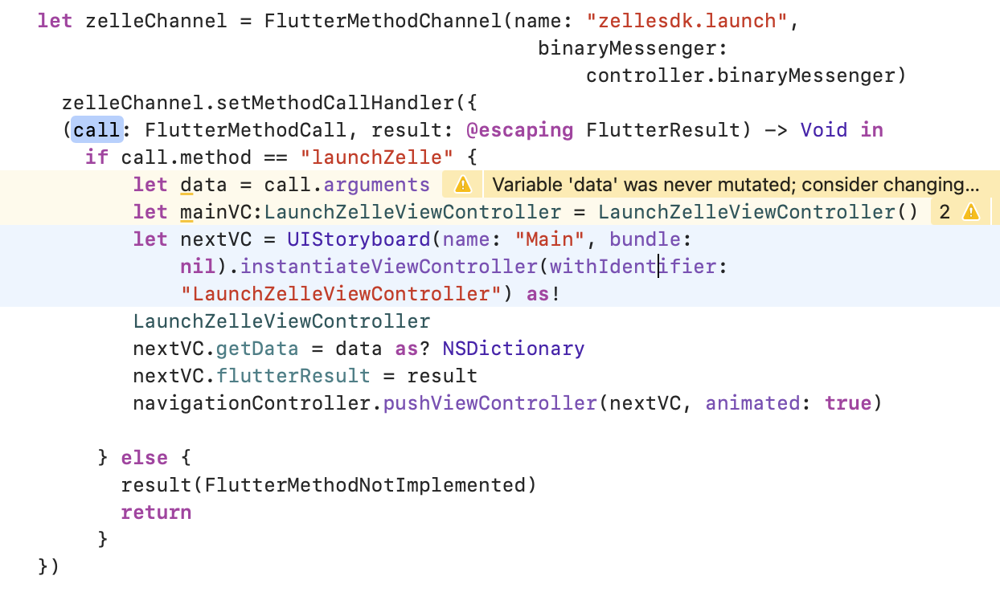 let zelleChannel = FlutterMethodChannel(name: "zellesdk.launch",
binaryMessenger:
controller.binaryMessenger)
zelleChannel.setMethodCallHandler({
(call: FlutterMethodCall, result: @escaping FlutterResult) -> Void in
if call.method == "launchZelle" {
let data = call.arguments Variable 'data' was never mutated; consider changing...
let mainVC:LaunchZelleViewController = LaunchZelleViewController() 2
let nextVC = UIStoryboard(name: "Main", bundle:
nil).instantiateViewController(withIdentifier:
"LaunchZelleViewController") as!
LaunchZelleViewController
nextVC.getData = data as? NSDictionary
nextVC.flutterResult = result
navigationController.pushViewController(nextVC, animated: true)
} else {
result(FlutterMethodNotImplemented)
return
}
})